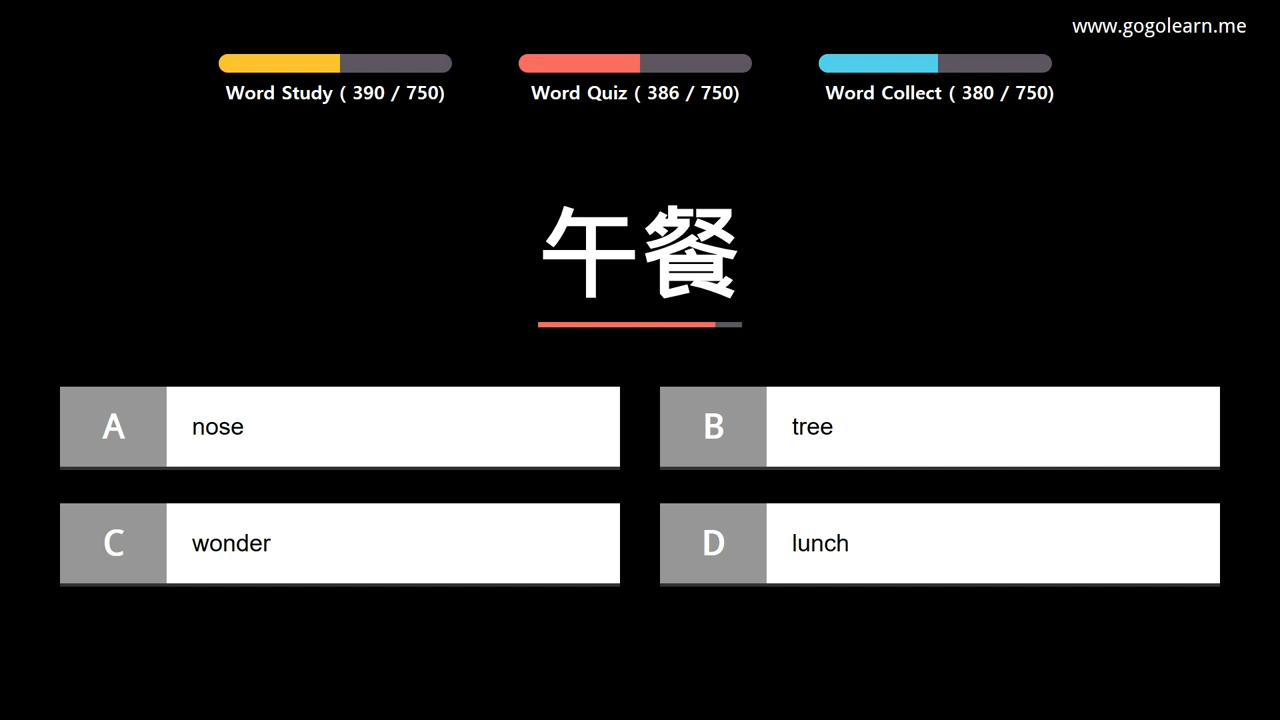 www.gogolearn.me
Word Study ( 390 / 750)
Word Quiz ( 386 / 750)
Word Collect ( 380 / 750)
午餐
A nose
B tree
C wonder
D lunch